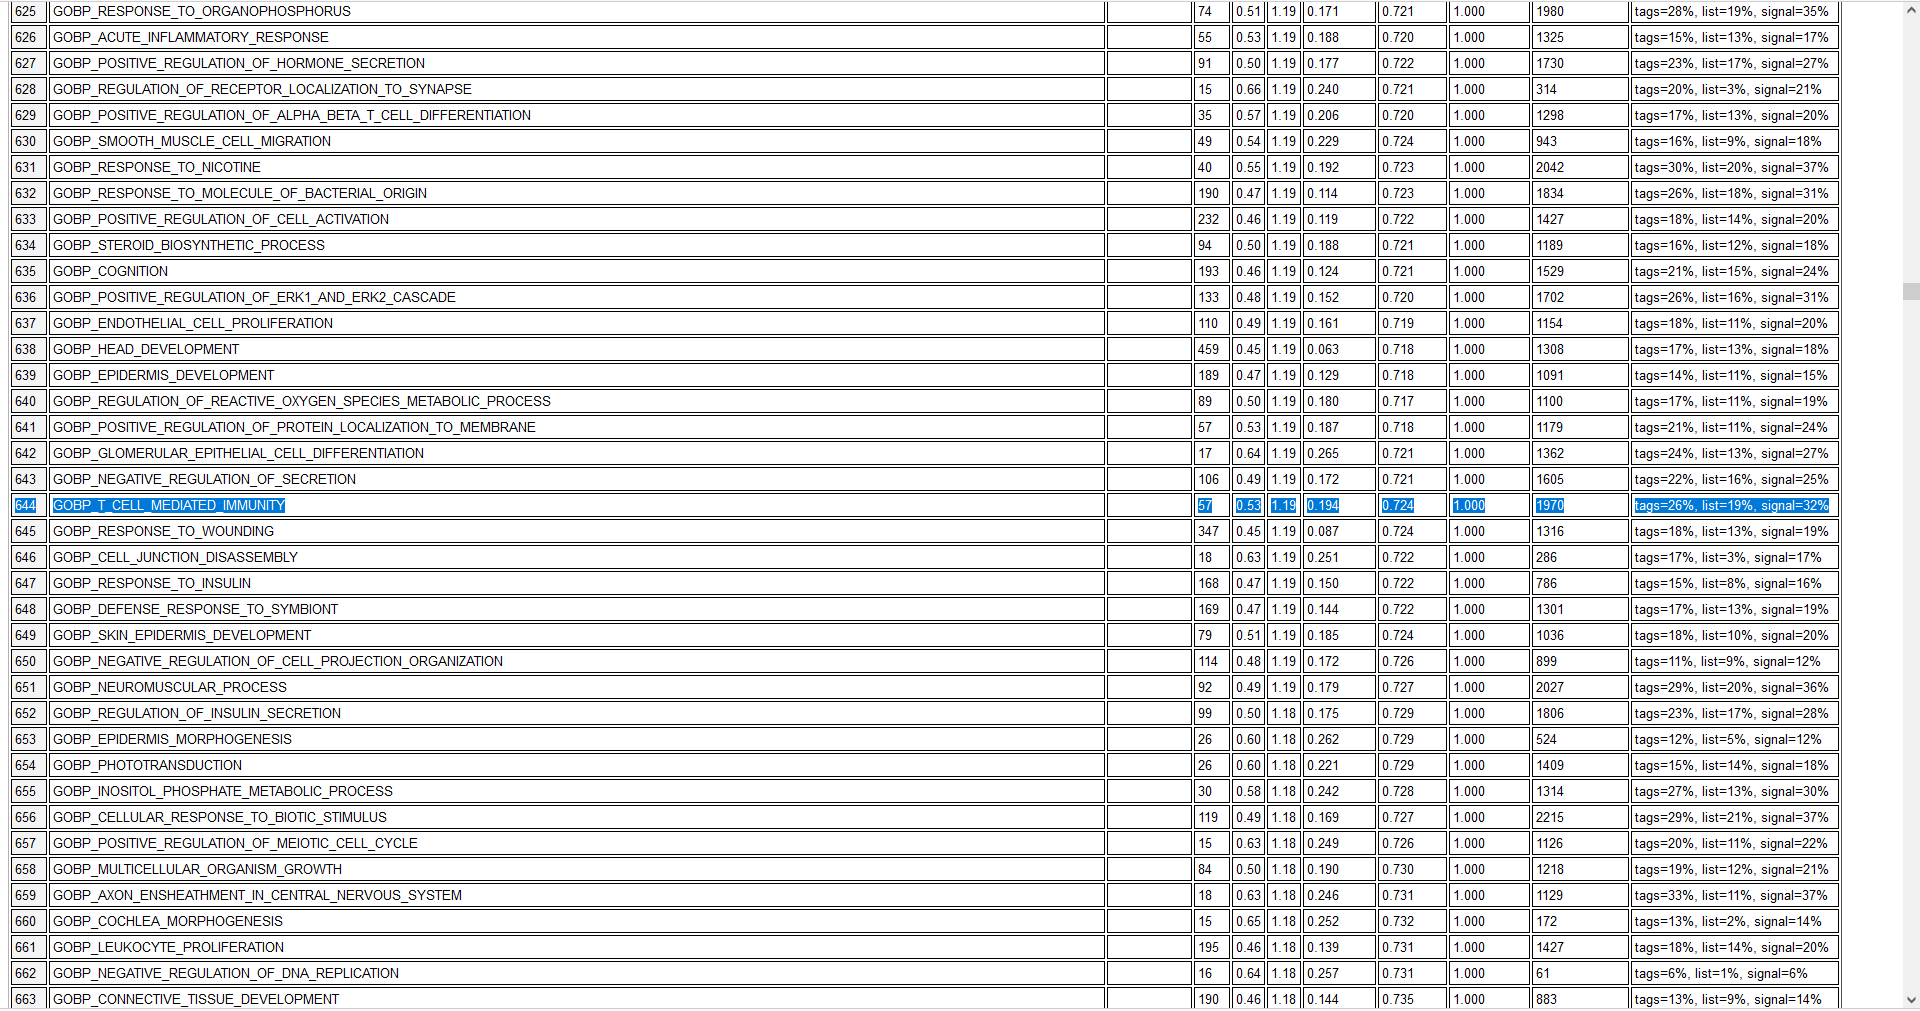 625 GOBP_RESPONSE_TO_ORGANOPHOSPHORUS 74 0.51 1.19 0.171 0.721 1.000 1980 tags=28%, list=19%, signal=35%
626 GOBP_ACUTE_INFLAMMATORY_RESPONSE 55 0.53 1.19 0.188 0.720 1.000 1325 tags=15%, list=13%, signal=17%
627 GOBP_POSITIVE_REGULATION_OF_HORMONE_SECRETION 91 0.50 1.19 0.177 0.722 1.000 1730 tags=23%, list=17%, signal=27%
628 GOBP_REGULATION_OF_RECEPTOR_LOCALIZATION_TO_SYNAPSE 15 0.66 1.19 0.240 0.721 1.000 314 tags=20%, list=3%, signal=21%
629 GOBP_POSITIVE_REGULATION_OF_ALPHA_BETA_T_CELL_DIFFERENTIATION 35 0.57 1.19 0.206 0.720 1.000 1298 tags=17%, list=13%, signal=20%
630 GOBP_SMOOTH_MUSCLE_CELL_MIGRATION 49 0.54 1.19 0.229 0.724 1.000 943 tags=16%, list=9%, signal=18%
631 GOBP_RESPONSE_TO_NICOTINE 40 0.55 1.19 0.192 0.723 1.000 2042 tags=30%, list=20%, signal=37%
632 GOBP_RESPONSE_TO_MOLECULE_OF_BACTERIAL_ORIGIN 190 0.47 1.19 0.114 0.723 1.000 1834 tags=26%, list=18%, signal=31%
633 GOBP_POSITIVE_REGULATION_OF_CELL_ACTIVATION 232 0.46 1.19 0.119 0.722 1.000 1427 tags=18%, list=14%, signal=20%
634 GOBP_STEROID_BIOSYNTHETIC_PROCESS 94 0.50 1.19 0.188 0.721 1.000 1189 tags=16%, list=12%, signal=18%
635 GOBP_COGNITION 193 0.46 1.19 0.124 0.721 1.000 1529 tags=21%, list=15%, signal=24%
636 GOBP_POSITIVE_REGULATION_OF_ERK1_AND_ERK2_CASCADE 133 0.48 1.19 0.152 0.720 1.000 1702 tags=26%, list=16%, signal=31%
637 GOBP_ENDOTHELIAL_CELL_PROLIFERATION 110 0.49 1.19 0.161 0.719 1.000 1154 tags=18%, list=11%, signal=20%
638 GOBP_HEAD_DEVELOPMENT 459 0.45 1.19 0.063 0.718 1.000 1308 tags=17%, list=13%, signal=18%
639 GOBP_EPIDERMIS_DEVELOPMENT 189 0.47 1.19 0.129 0.718 1.000 1091 tags=14%, list=11%, signal=15%
640 GOBP_REGULATION_OF_REACTIVE_OXYGEN_SPECIES_METABOLIC_PROCESS 89 0.50 1.19 0.180 0.717 1.000 1100 tags=17%, list=11%, signal=19%
641 GOBP_POSITIVE_REGULATION_OF_PROTEIN_LOCALIZATION_TO_MEMBRANE 57 0.53 1.19 0.187 0.718 1.000 1179 tags=21%, list=11%, signal=24%
642 GOBP_GLOMERULAR_EPITHELIAL_CELL_DIFFERENTIATION 17 0.64 1.19 0.265 0.721 1.000 1362 tags=24%, list=13%, signal=27%
643 GOBP_NEGATIVE_REGULATION_OF_SECRETION 106 0.49 1.19 0.172 0.721 1.000 1605 tags=22%, list=16%, signal=25%
644 GOBP_T_CELL_MEDIATED_IMMUNITY 57 0.53 1.19 0.194 0.724 1.000 1970 tags=26%, list=19%, signal=32%
645 GOBP_RESPONSE_TO_WOUNDING 347 0.45 1.19 0.087 0.724 1.000 1316 tags=18%, list=13%, signal=19%
646 GOBP_CELL_JUNCTION_DISASSEMBLY 18 0.63 1.19 0.251 0.722 1.000 286 tags=17%, list=3%, signal=17%
647 GOBP_RESPONSE_TO_INSULIN 168 0.47 1.19 0.150 0.722 1.000 786 tags=15%, list=8%, signal=16%
648 GOBP_DEFENSE_RESPONSE_TO_SYMBIONT 169 0.47 1.19 0.144 0.722 1.000 1301 tags=17%, list=13%, signal=19%
649 GOBP_SKIN_EPIDERMIS_DEVELOPMENT 79 0.51 1.19 0.185 0.724 1.000 1036 tags=18%, list=10%, signal=20%
650 GOBP_NEGATIVE_REGULATION_OF_CELL_PROJECTION_ORGANIZATION 114 0.48 1.19 0.172 0.726 1.000 899 tags=11%, list=9%, signal=12%
651 GOBP_NEUROMUSCULAR_PROCESS 92 0.49 1.19 0.179 0.727 1.000 2027 tags=29%, list=20%, signal=36%
652 GOBP_REGULATION_OF_INSULIN_SECRETION 99 0.50 1.18 0.175 0.729 1.000 1806 tags=23%, list=17%, signal=28%
653 GOBP_EPIDERMIS_MORPHOGENESIS 26 0.60 1.18 0.262 0.729 1.000 524 tags=12%, list=5%, signal=12%
654 GOBP_PHOTOTRANSDUCTION 26 0.60 1.18 0.221 0.729 1.000 1409 tags=15%, list=14%, signal=18%
655 GOBP_INOSITOL_PHOSPHATE_METABOLIC_PROCESS 30 0.58 1.18 0.242 0.728 1.000 1314 tags=27%, list=13%, signal=30%
656 GOBP_CELLULAR_RESPONSE_TO_BIOTIC_STIMULUS 119 0.49 1.18 0.169 0.727 1.000 2215 tags=29%, list=21%, signal=37%
657 GOBP_POSITIVE_REGULATION_OF_MEIOTIC_CELL_CYCLE 15 0.63 1.18 0.249 0.726 1.000 1126 tags=20%, list=11%, signal=22%
658 GOBP_MULTICELLULAR_ORGANISM_GROWTH 84 0.50 1.18 0.190 0.730 1.000 1218 tags=19%, list=12%, signal=21%
659 GOBP_AXON_ENSHEATHMENT_IN_CENTRAL_NERVOUS_SYSTEM 18 0.63 1.18 0.246 0.731 1.000 1129 tags=33%, list=11%, signal=37%
660 GOBP_COCHLEA_MORPHOGENESIS 15 0.65 1.18 0.252 0.732 1.000 172 tags=13%, list=2%, signal=14%
661 GOBP_LEUKOCYTE_PROLIFERATION 195 0.46 1.18 0.139 0.731 1.000 1427 tags=18%, list=14%, signal=20%
662 GOBP_NEGATIVE_REGULATION_OF_DNA_REPLICATION 16 0.64 1.18 0.257 0.731 1.000 61 tags=6%, list=1%, signal=6%
663 GOBP_CONNECTIVE_TISSUE_DEVELOPMENT 190 0.46 1.18 0.144 0.735 1.000 883 tags=13%, list=9%, signal=14%